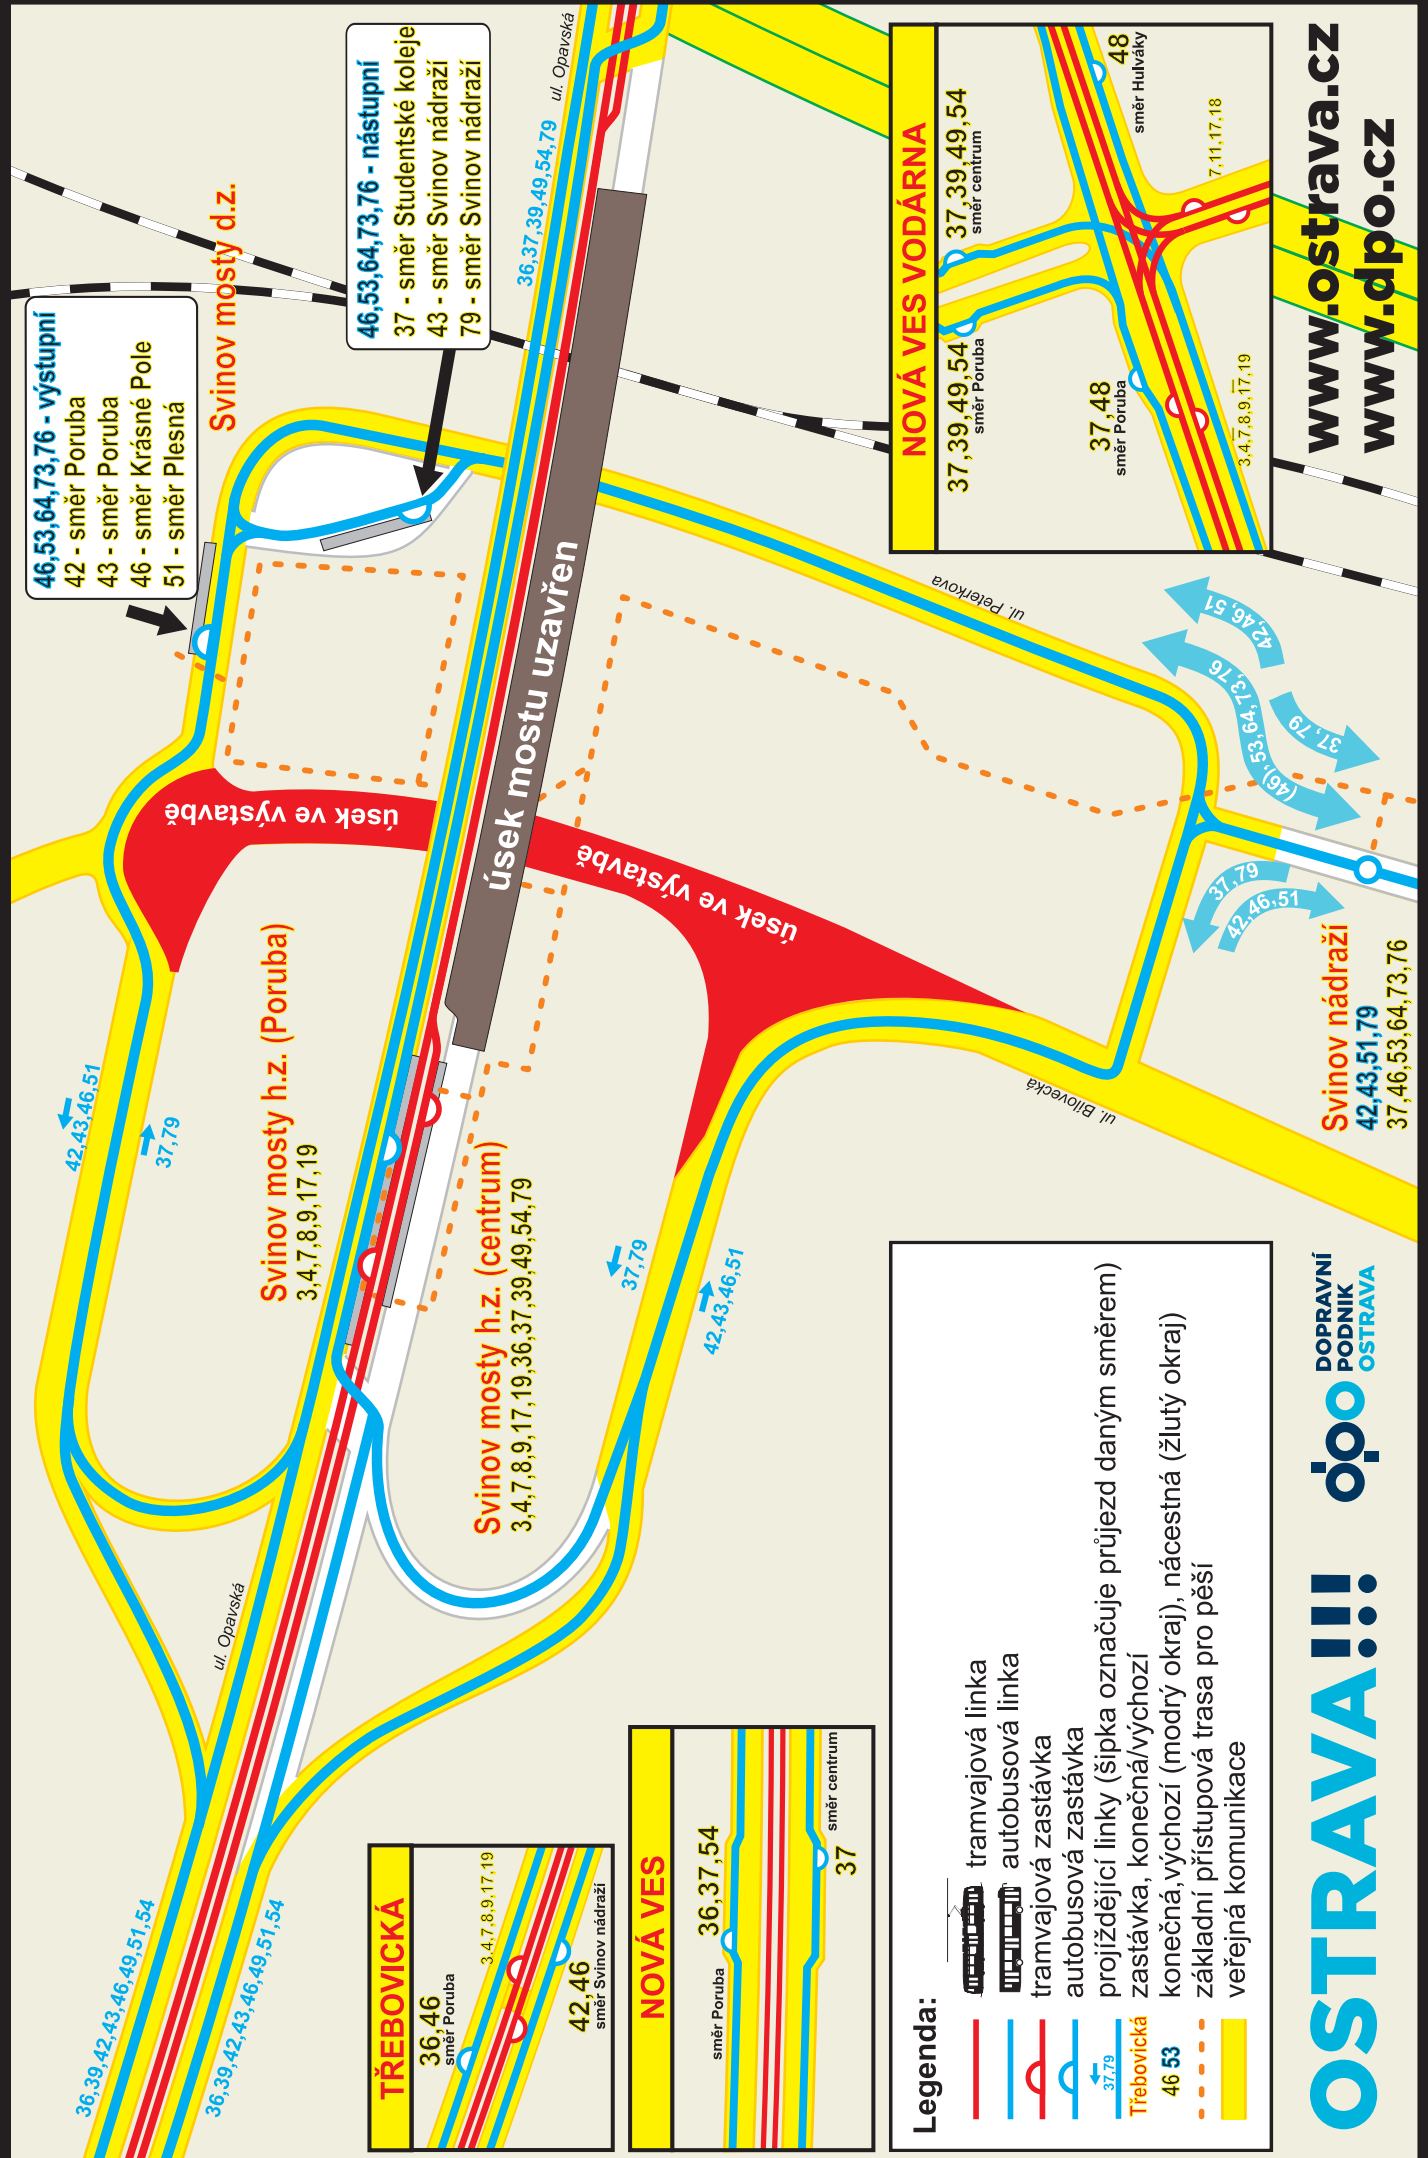 46,53,64,73,76 - výstupní
42 - směr Poruba
43 - směr Poruba
46 - směr Krásné Pole
51 - směr Plesná
Svinov mosty d.z.
46,53,64,73,76 - nástupní
37 - směr Studentské koleje
43 - směr Svinov nádraží
79 - směr Svinov nádraží
ul. Opavská
36,37,39,49,54,79
úsek ve výstavbě
úsek mostu uzavřen
úsek ve výstavbě
42,43,46,51
37,79
Svinov mosty h.z. (Poruba)
3,4,7,8,9,17,19
Svinov mosty h.z. (centrum)
3,4,7,8,9,17,19,36,37,39,49,54,79
37,79
42,43,46,51
ul. Opavská
36,39,42,43,46,49,51,54
36,39,42,43,46,49,51,54
ul. Peterkova
ul. Bílovecká
42,46,51
(46), 53,64,73,76
37,79
37,79
42,46,51
Svinov nádraží
42,43,51,79
37,46,53,64,73,76
TŘEBOVICKÁ
36,46
směr Poruba
3,4,7,8,9,17,19
42,46
směr Svinov nádraží
NOVÁ VES
směr Poruba
36,37,54
37
směr centrum
NOVÁ VES VODÁRNA
37,39,49,54
směr Poruba
37,39,49,54
směr centrum
37,48
směr Poruba
48
směr Hulváky
3,4,7,8,9,17,19
7,11,17,18
Legenda:
tramvajová linka
autobusová linka
tramvajová zastávka
autobusová zastávka
37,79 projíždějící linky (šipka označuje průjezd daným směrem)
Třebovická zastávka, konečná/výchozí
46 53 konečná,výchozí (modrý okraj), nácestná (žlutý okraj)
základní přístupová trasa pro pěší
veřejná komunikace
OSTRAVA!!!
DOPRAVNÍ
PODNIK
OSTRAVA
www.ostrava.cz
www.dpo.cz